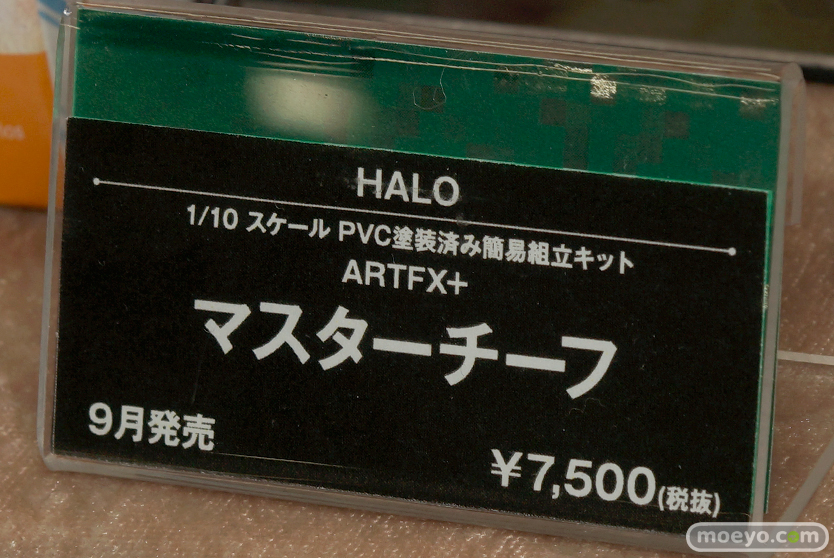 HALO
1/10 スケール PVC塗装済み簡易組立キット
ARTFX+
マスターチーフ
9月発売
¥7,500(税抜)
moeyo.com